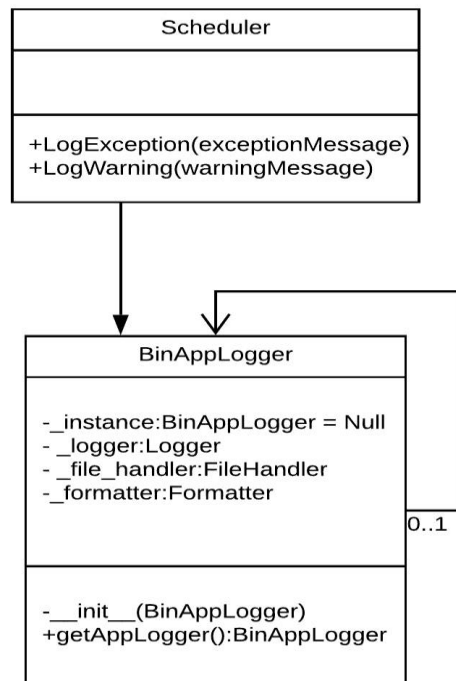 Scheduler
+LogException(exceptionMessage)
+LogWarning(warningMessage)
BinAppLogger
-_instance:BinAppLogger = Null
- _logger:Logger
- _file_handler:FileHandler
-_formatter:Formatter
0..1
-__init__(BinAppLogger)
+getAppLogger():BinAppLogger